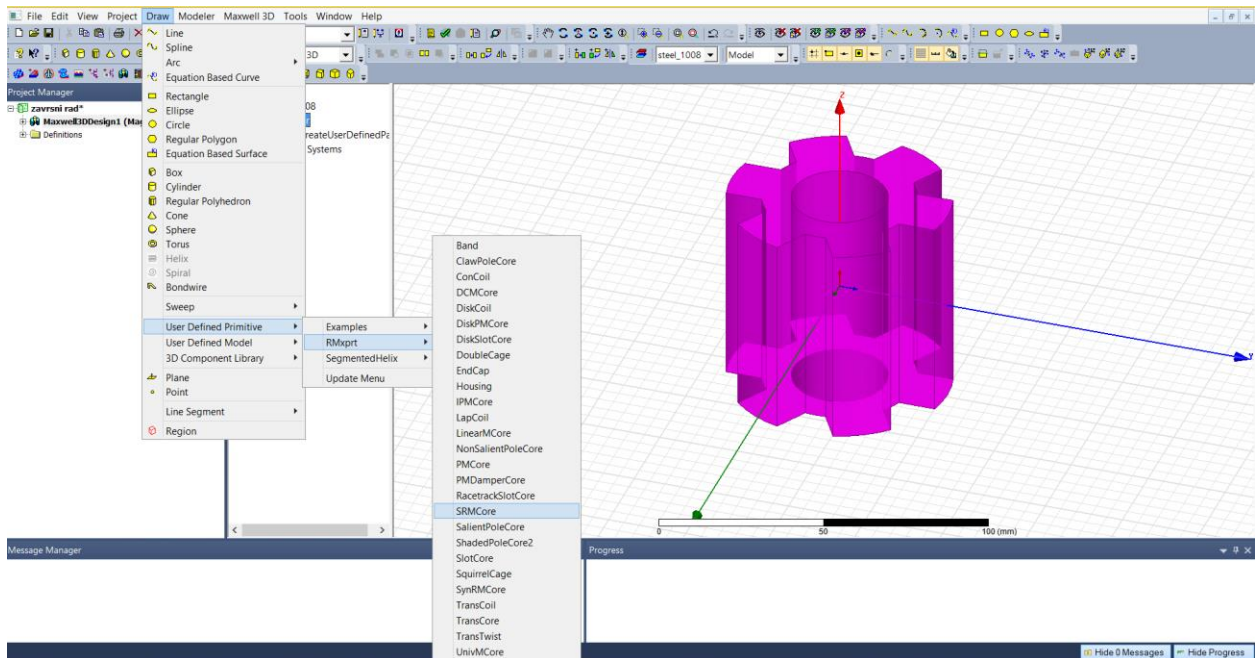 File Edit View Project Draw Modeler Maxwell 3D Tools Window Help
3D
steel_1008
Model
Project Manager
zavrsni rad*
Maxwell3DDesign1 (Ma
Definitions
08
reateUserDefinedPa
Systems
Line
Spline
Arc
Equation Based Curve
Rectangle
Ellipse
Circle
Regular Polygon
Equation Based Surface
Box
Cylinder
Regular Polyhedron
Cone
Sphere
Torus
Helix
Spiral
Bondwire
Sweep
User Defined Primitive
User Defined Model
3D Component Library
Plane
Point
Line Segment
Region
Examples
RMxprt
SegmentedHelix
Update Menu
Band
ClawPoleCore
ConCoil
DCMCore
DiskCoil
DiskPMCore
DiskSlotCore
DoubleCage
EndCap
Housing
IPMCore
LapCoil
LinearMCore
NonSalientPoleCore
PMCore
PMDamperCore
RacetrackSlotCore
SRMCore
SalientPoleCore
ShadedPoleCore2
SlotCore
SquirrelCage
SynRMCore
TransCoil
TransCore
TransTwist
UnivMCore
z
y
0 50 100 (mm)
Message Manager
Progress
Hide 0 Messages Hide Progress